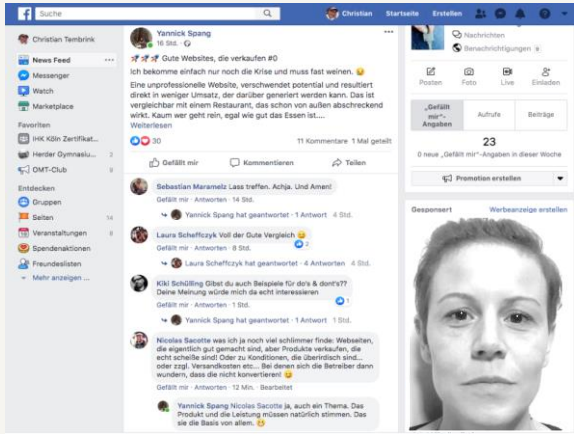 Suche
Christian
Startseite
Erstellen
Christian Tembrink
News Feed
Messenger
Watch
Marketplace
Favoriten
IHK Köln Zertifikat...
Herder Gymnasiu...
OMT-Club
Entdecken
Gruppen
Seiten
14
Veranstaltungen
8
Spendenaktionen
Freundeslisten
Mehr anzeigen ...
Yannick Spang
16 Std.
Gute Websites, die verkaufen #0
Ich bekomme einfach nur noch die Krise und muss fast weinen.
Eine unprofessionelle Website, verschwendet potential und resultiert
direkt in weniger Umsatz, der darüber generiert werden kann. Das ist
vergleichbar mit einem Restaurant, das schon von außen abschreckend
wirkt. Kaum wer geht rein, egal wie gut das Essen ist....
Weiterlesen
30
11 Kommentare 1 Mal geteilt
Gefällt mir
Kommentieren
Teilen
Sebastian Maramelz Lass treffen. Achja. Und Amen!
Gefällt mir · Antworten · 14 Std.
Yannick Spang hat geantwortet · 1 Antwort 4 Std.
Laura Scheffczyk Voll der Gute Vergleich
2
Gefällt mir · Antworten · 8 Std.
Laura Scheffczyk hat geantwortet · 4 Antworten 4 Std.
Kiki Schülling Gibst du auch Beispiele für do's & dont's??
Deine Meinung würde mich da echt interessieren
1
Gefällt mir · Antworten · 1 Std.
Yannick Spang hat geantwortet · 1 Antwort 1 Std.
Nicolas Sacotte was ich ja noch viel schlimmer finde: Webseiten,
die eigentlich gut gemacht sind, aber Produkte verkaufen, die
echt scheiße sind! Oder zu Konditionen, die überirdisch sind...
oder zzgl. Versandkosten etc... Bei denen sich die Betreiber dann
wundern, dass die nicht konvertieren!
Gefällt mir · Antworten · 12 Min. · Bearbeitet
Yannick Spang Nicolas Sacotte ja, auch ein Thema. Das
Produkt und die Leistung müssen natürlich stimmen. Das
sie die Basis von allem.
Nachrichten
Benachrichtigungen
Posten
Foto
Live
Einladen
„Gefällt
mir"-
Angaben
Aufrufe
Beiträge
23
0 neue „Gefällt mir"-Angaben in dieser Woche
Promotion erstellen
Gesponsert
Werbeanzeige erstellen